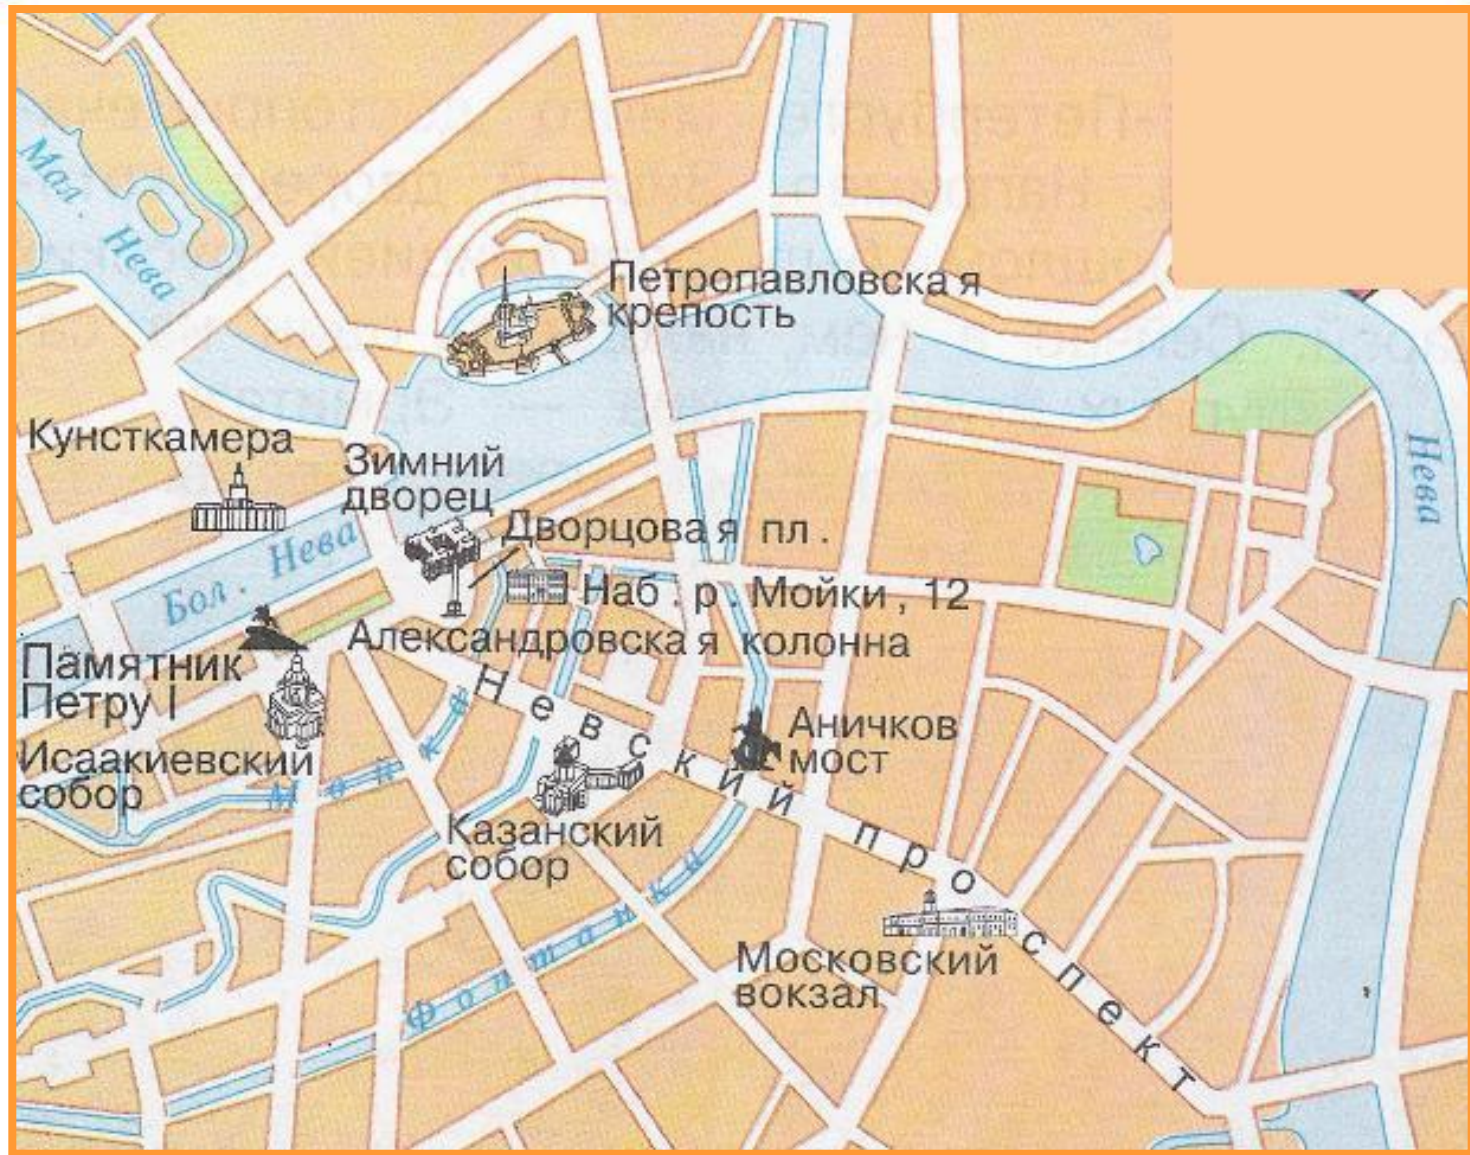 Мал.
Нева
Петропавловская
крепость
Кунсткамера
Зимний
дворец
Дворцовая пл.
Нева
Бол. Нева
Наб. р. Мойки, 12
Александровская колонна
Памятник
Петру I
Невский проспект
Аничков
мост
Исаакиевский
собор
Мойка
Казанский
собор
Фонтанки
Московский
вокзал